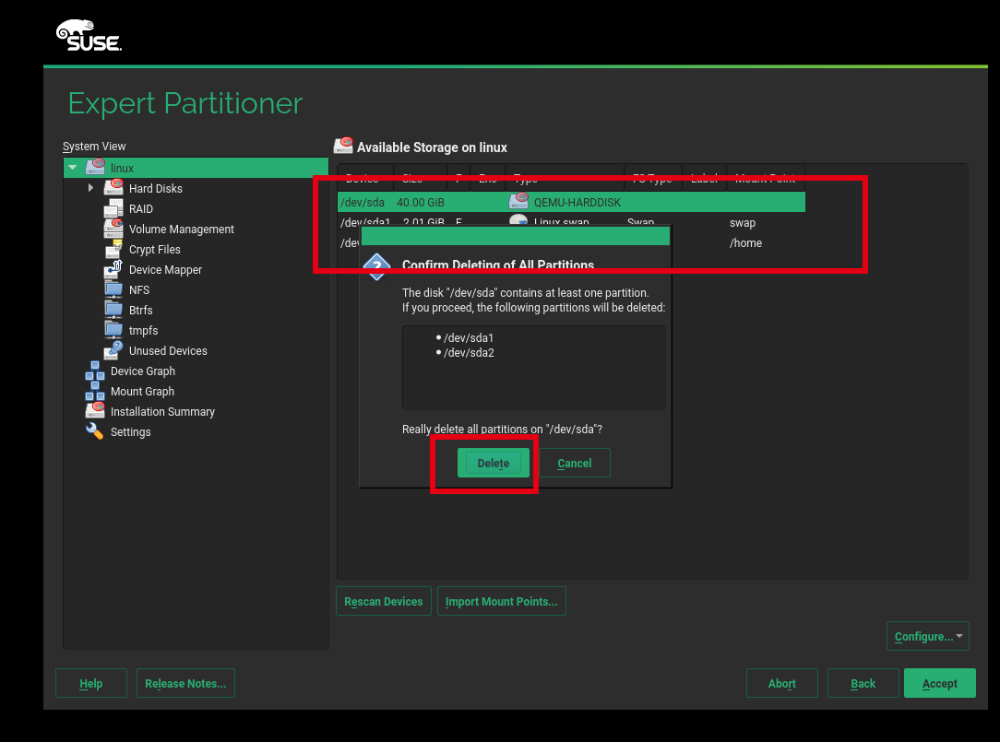 SUSE.
Expert Partitioner
System View
linux
Hard Disks
RAID
Volume Management
Crypt Files
Device Mapper
NFS
Btrfs
tmpfs
Unused Devices
Device Graph
Mount Graph
Installation Summary
Settings
Available Storage on linux
Device Size F Enc Type FS Type Label Mount Point
/dev/sda 40.00 GiB QEMU-HARDDISK
/dev/sda1 2.01 GiB F Linux swap Swap swap
/home
Confirm Deleting of All Partitions
The disk "/dev/sda" contains at least one partition.
If you proceed, the following partitions will be deleted:
• /dev/sda1
• /dev/sda2
Really delete all partitions on "/dev/sda"?
Delete Cancel
Rescan Devices Import Mount Points...
Configure...
Help Release Notes... Abort Back Accept